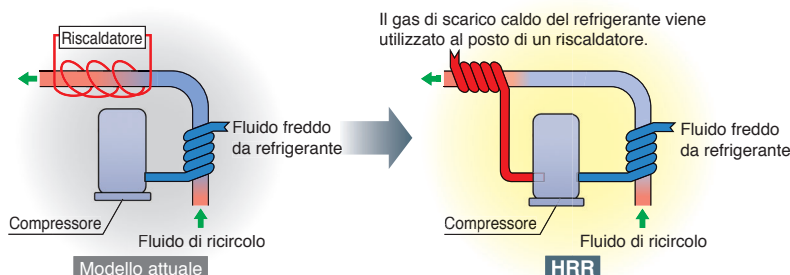 Riscaldatore
Fluido freddo
da refrigerante
Compressore
Fluido di ricircolo
Modello attuale
Il gas di scarico caldo del refrigerante viene
utilizzato al posto di un riscaldatore.
Fluido freddo
da refrigerante
Compressore
Fluido di ricircolo
HRR